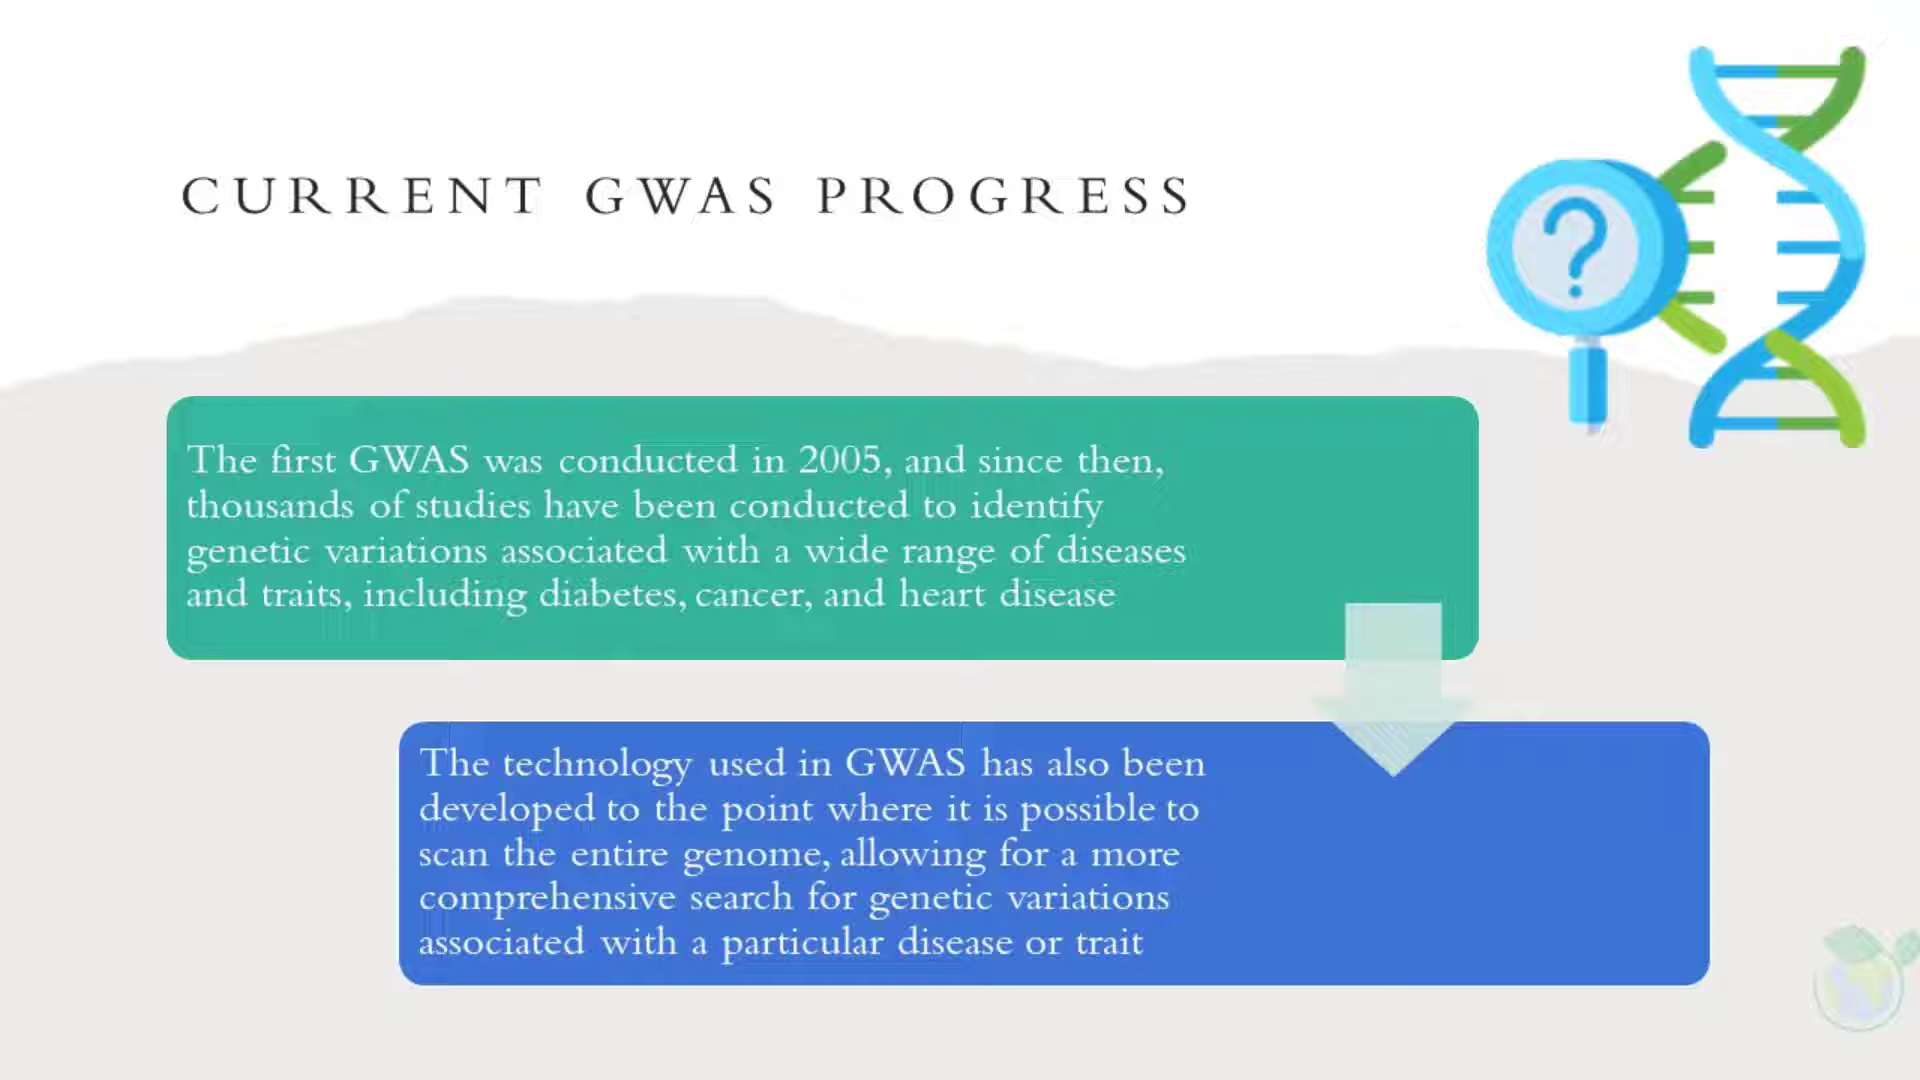 CURRENT GWAS PROGRESS
?
The first GWAS was conducted in 2005, and since then,
thousands of studies have been conducted to identify
genetic variations associated with a wide range of diseases
and traits, including diabetes, cancer, and heart disease
The technology used in GWAS has also been
developed to the point where it is possible to
scan the entire genome, allowing for a more
comprehensive search for genetic variations
associated with a particular disease or trait